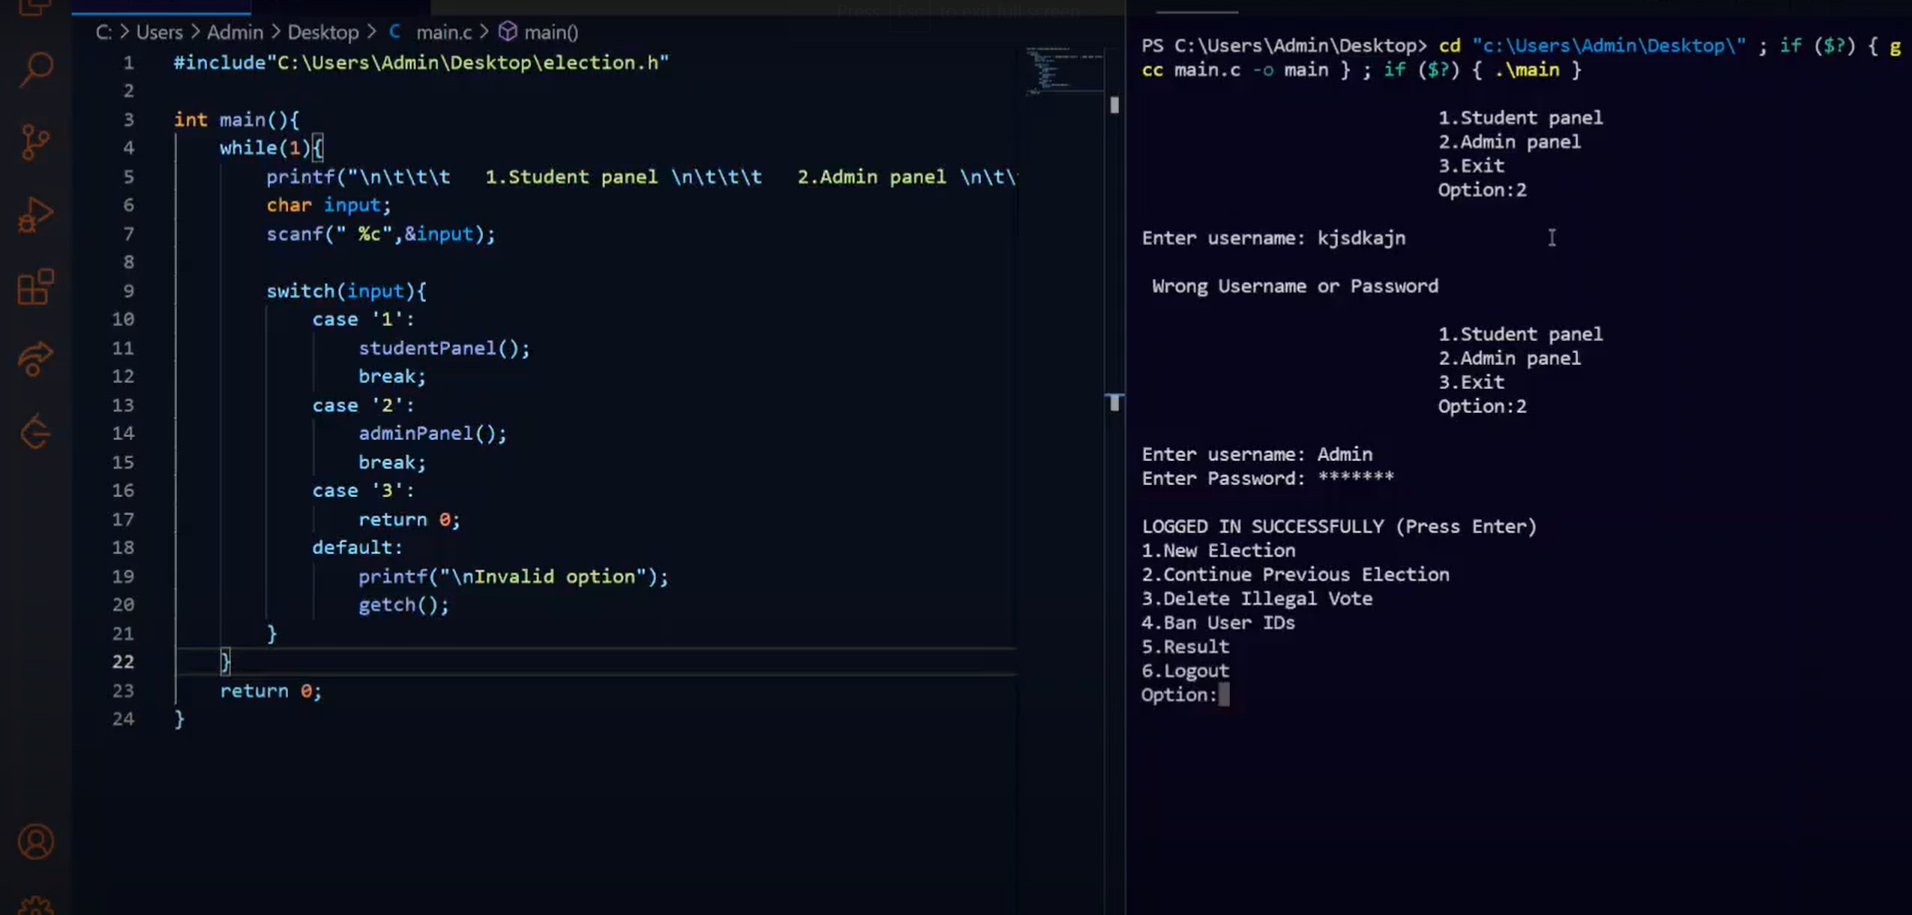 Press Esc to exit full screen
C: > Users > Admin > Desktop > C main.c > main()
1 #include"C:\Users\Admin\Desktop\election.h"
2
3 int main(){
4 while(1){
5 printf("\n\t\t\t   1.Student panel \n\t\t\t   2.Admin panel \n\t\
6 char input;
7 scanf(" %c",&input);
8
9 switch(input){
10 case '1':
11 studentPanel();
12 break;
13 case '2':
14 adminPanel();
15 break;
16 case '3':
17 return 0;
18 default:
19 printf("\nInvalid option");
20 getch();
21 }
22 }
23 return 0;
24 }
PS C:\Users\Admin\Desktop> cd "c:\Users\Admin\Desktop\" ; if ($?) { g
cc main.c -o main } ; if ($?) { .\main }
1.Student panel
2.Admin panel
3.Exit
Option:2
Enter username: kjsdkajn
Wrong Username or Password
1.Student panel
2.Admin panel
3.Exit
Option:2
Enter username: Admin
Enter Password: *******
LOGGED IN SUCCESSFULLY (Press Enter)
1.New Election
2.Continue Previous Election
3.Delete Illegal Vote
4.Ban User IDs
5.Result
6.Logout
Option: